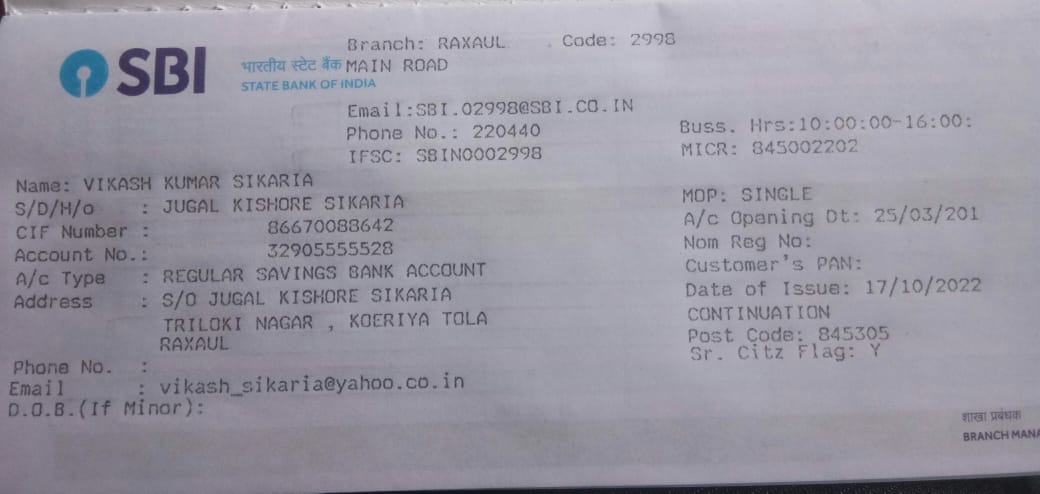 Branch: RAXAUL Code: 2998
SBI भारतीय स्टेट बैंक MAIN ROAD
STATE BANK OF INDIA
Email:SBI.02998@SBI.CO.IN
Phone No.: 220440 Buss. Hrs:10:00:00-16:00:
IFSC: SBIN0002998 MICR: 845002202
Name: VIKASH KUMAR SIKARIA MOP: SINGLE
S/D/H/o : JUGAL KISHORE SIKARIA A/c Opening Dt: 25/03/201
CIF Number : 86670088642 Nom Reg No:
Account No.: 32905555528 Customer's PAN:
A/c Type : REGULAR SAVINGS BANK ACCOUNT Date of Issue: 17/10/2022
Address : S/O JUGAL KISHORE SIKARIA CONTINUATION
TRILOKI NAGAR , KOERIYA TOLA Post Code: 845305
RAXAUL Sr. Citz Flag: Y
Phone No. :
Email : vikash_sikaria@yahoo.co.in
D.O.B.(If Minor):
शाखा प्रबंधक
BRANCH MANA